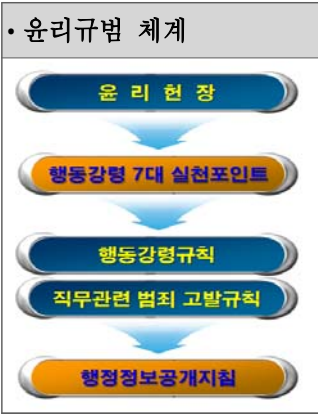 • 윤리규범 체계
윤 리 헌 장
행동강령 7대 실천포인트
행동강령규칙
직무관련 범죄 고발규칙
행정정보공개지침